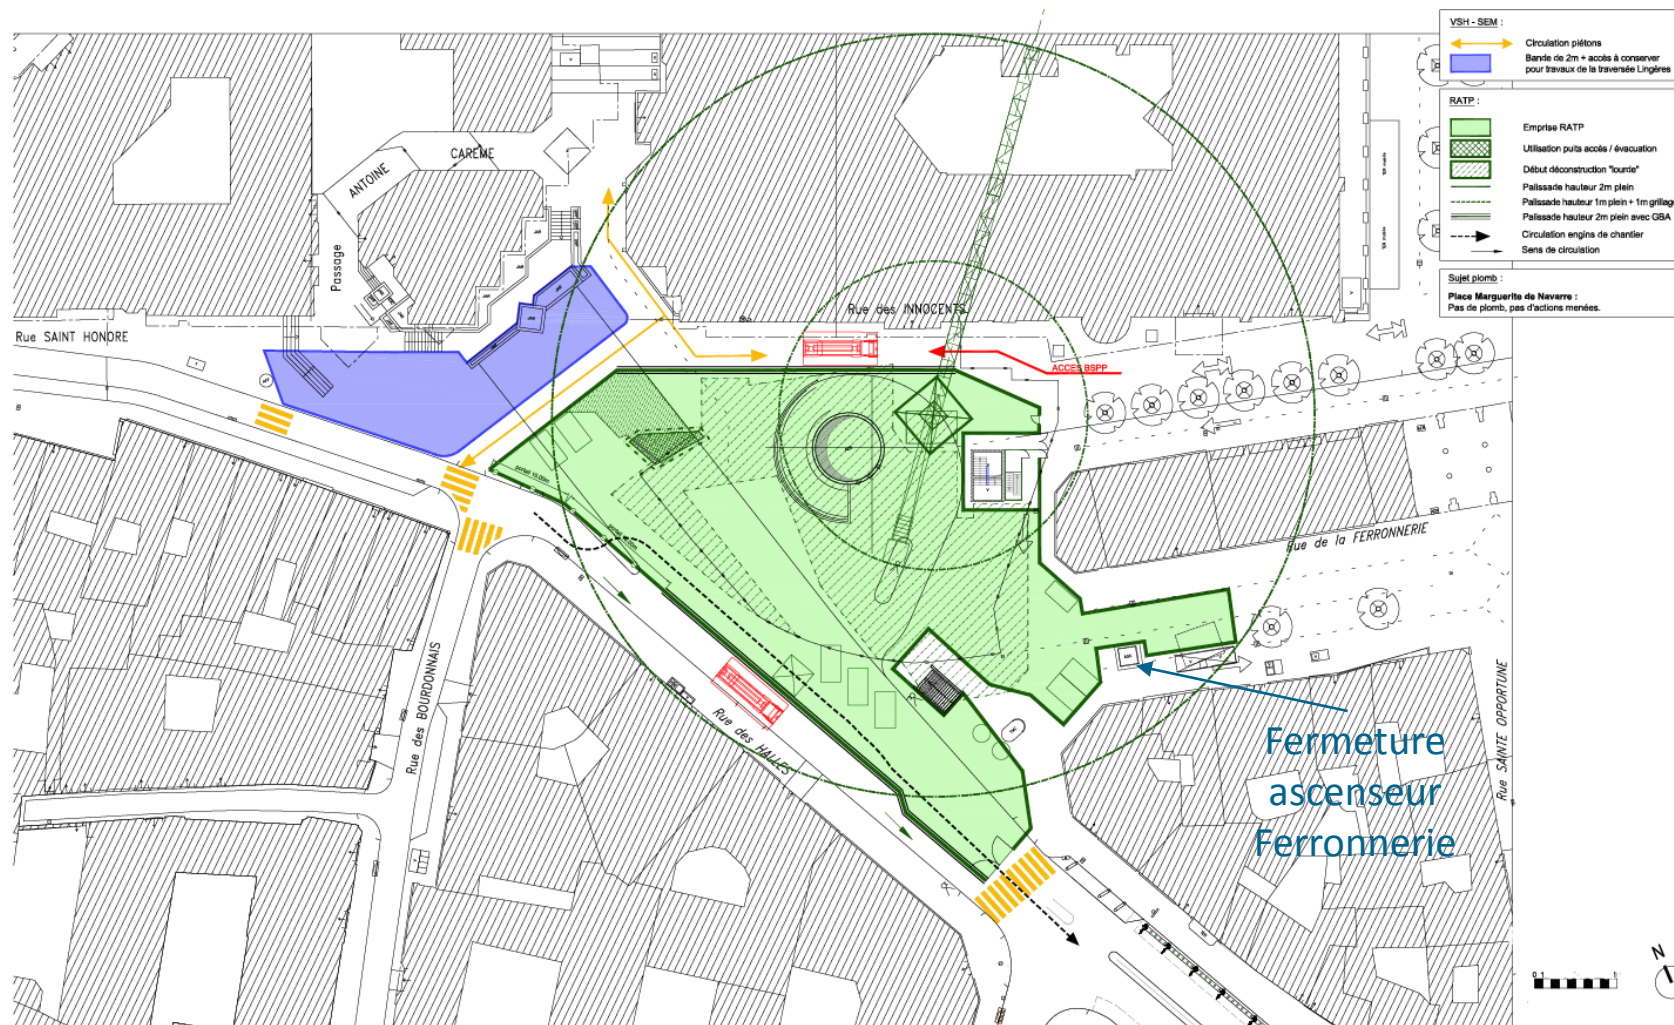 VSH - SEM :
Circulation piétons
Bande de 2m + accès à conserver
pour travaux de la traversée Lingères
RATP :
Emprise RATP
Utilisation puits accès / évacuation
Début déconstruction "lourde"
Palissade hauteur 2m plein
Palissade hauteur 1m plein + 1m grillage
Palissade hauteur 2m plein avec GBA
Circulation engins de chantier
Sens de circulation
Sujet plomb :
Place Marguerite de Navarre :
Pas de plomb, pas d'actions menées.
CAREME
ANTOINE
Passage
Rue SAINT HONORE
Rue des INNOCENTS
ACCES BSPP
Rue de la FERRONNERIE
Rue des BOURDONNAIS
Rue des HALLES
Rue SAINTE OPPORTUNE
Fermeture
ascenseur
Ferronnerie
N